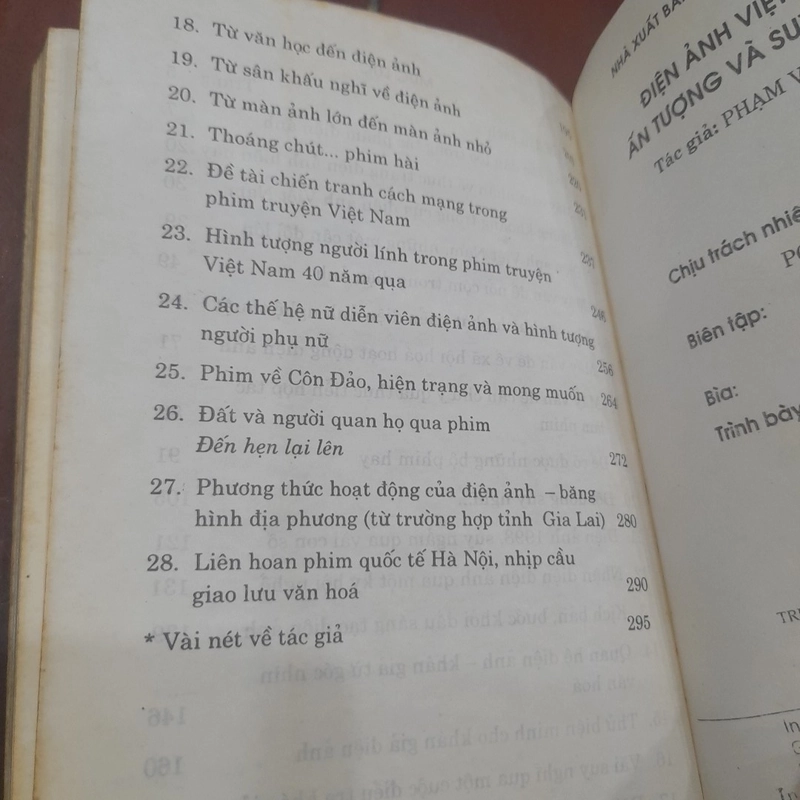 18. Từ văn học đến điện ảnh
19. Từ sân khấu nghĩ về điện ảnh
20. Từ màn ảnh lớn đến màn ảnh nhỏ
21. Thoáng chút... phim hài
22. Đề tài chiến tranh cách mạng trong
phim truyện Việt Nam
23. Hình tượng người lính trong phim truyện
Việt Nam 40 năm qua
24. Các thế hệ nữ diễn viên điện ảnh và hình tượng
người phụ nữ 256
25. Phim về Côn Đảo, hiện trạng và mong muốn 264
26. Đất và người quan họ qua phim
Đến hẹn lại lên 272
27. Phương thức hoạt động của điện ảnh – băng
hình địa phương (từ trường hợp tỉnh Gia Lai) 280
28. Liên hoan phim quốc tế Hà Nội, nhịp cầu
giao lưu văn hoá 290
* Vài nét về tác giả 295
NHÀ XUẤT
ĐIỆN ẢNH VIỆT
ẤN TƯỢNG VÀ
Tác giả: PHẠM
Chịu trách
Biên tập:
Bìa:
Trình bày